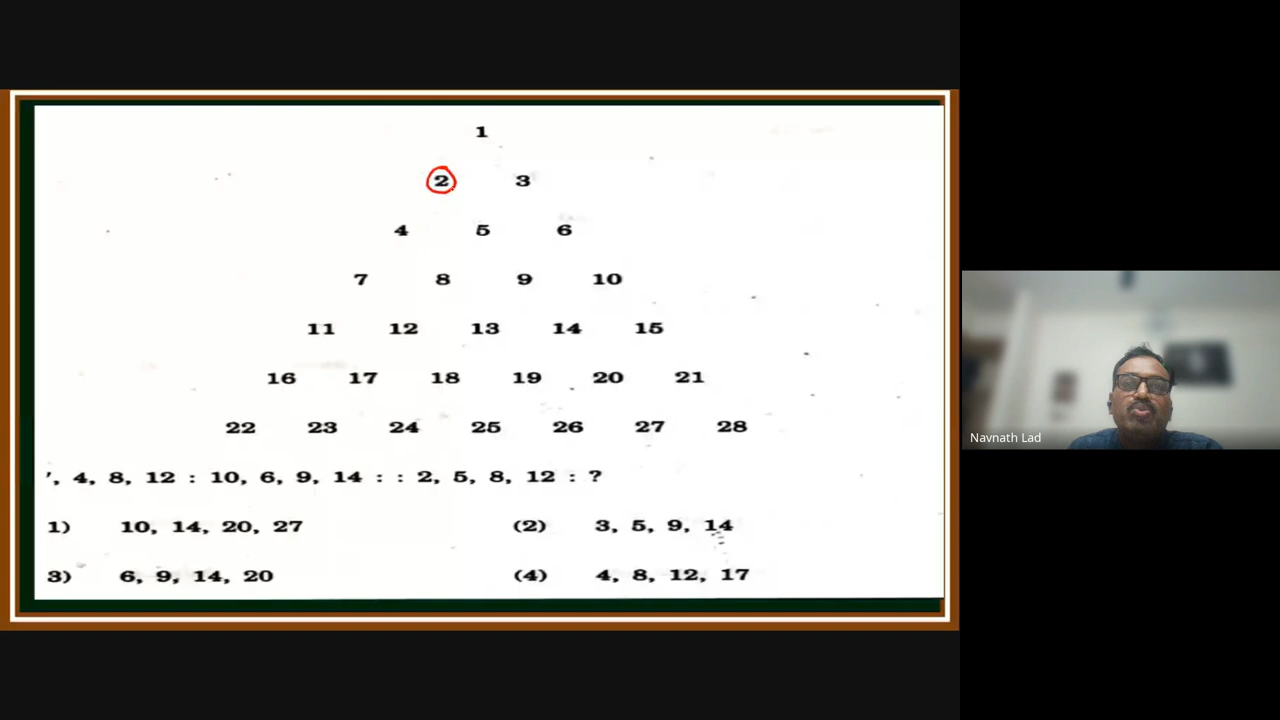 1
2 3
4 5 6
7 8 9 10
11 12 13 14 15
16 17 18 19 20 21
22 23 24 25 26 27 28
, 4, 8, 12 : 10, 6, 9, 14 : : 2, 5, 8, 12 : ?
1) 10, 14, 20, 27 (2) 3, 5, 9, 14
3) 6, 9, 14, 20 (4) 4, 8, 12, 17
Navnath Lad